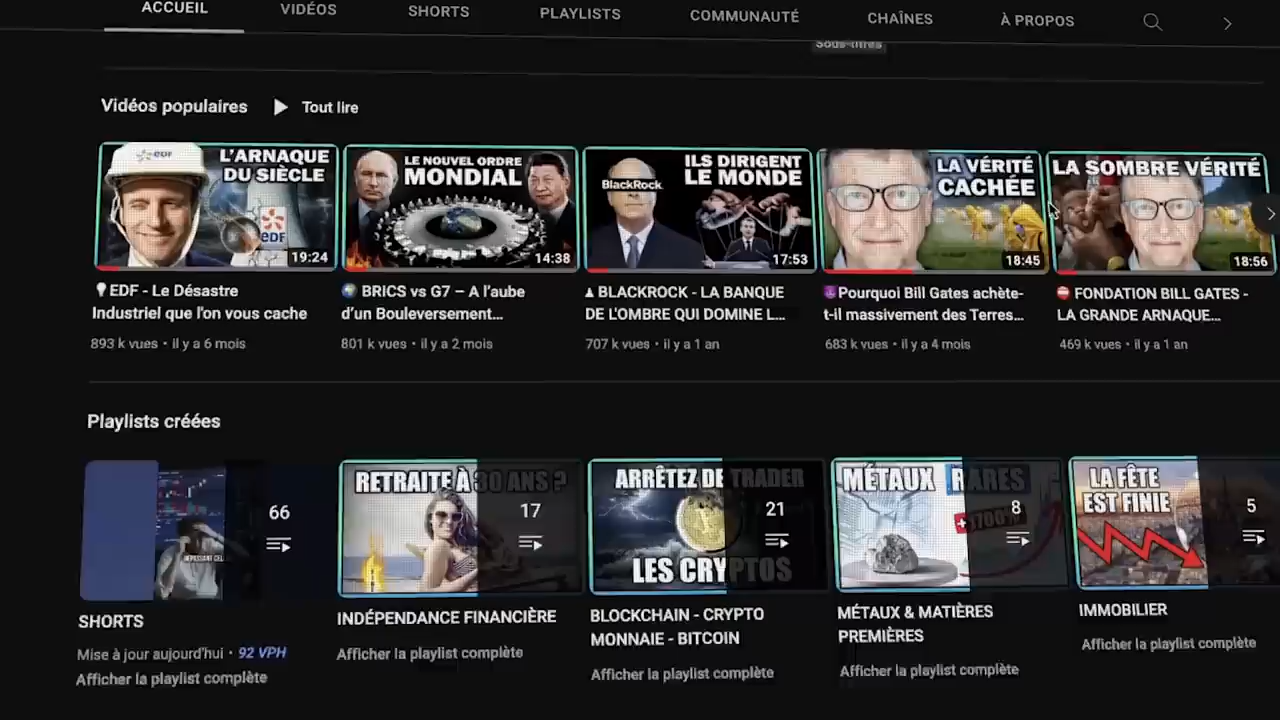 ACCUEIL
VIDÉOS
SHORTS
PLAYLISTS
COMMUNAUTÉ
CHAÎNES
À PROPOS
Sous-titres
Vidéos populaires
Tout lire
edf
L'ARNAQUE
DU SIÈCLE
edf
19:24
LE NOUVEL ORDRE
MONDIAL
14:38
ILS DIRIGENT
LE MONDE
BlackRock
17:53
LA VÉRITÉ
CACHÉE
18:45
LA SOMBRE VÉRITÉ
18:56
EDF - Le Désastre
Industriel que l'on vous cache
893 k vues • il y a 6 mois
BRICS vs G7 – A l'aube
d'un Bouleversement...
801 k vues • il y a 2 mois
BLACKROCK - LA BANQUE
DE L'OMBRE QUI DOMINE L...
707 k vues • il y a 1 an
Pourquoi Bill Gates achète-
t-il massivement des Terres...
683 k vues • il y a 4 mois
FONDATION BILL GATES -
LA GRANDE ARNAQUE...
469 k vues • il y a 1 an
Playlists créées
66
SHORTS
Mise à jour aujourd'hui • 92 VPH
Afficher la playlist complète
RETRAITE À 30 ANS ?
17
INDÉPENDANCE FINANCIÈRE
Afficher la playlist complète
ARRÊTEZ DE TRADER
LES CRYPTOS
21
BLOCKCHAIN - CRYPTO
MONNAIE - BITCOIN
Afficher la playlist complète
MÉTAUX RARES
+1700%
8
MÉTAUX & MATIÈRES
PREMIÈRES
Afficher la playlist complète
LA FÊTE
EST FINIE
5
IMMOBILIER
Afficher la playlist complète